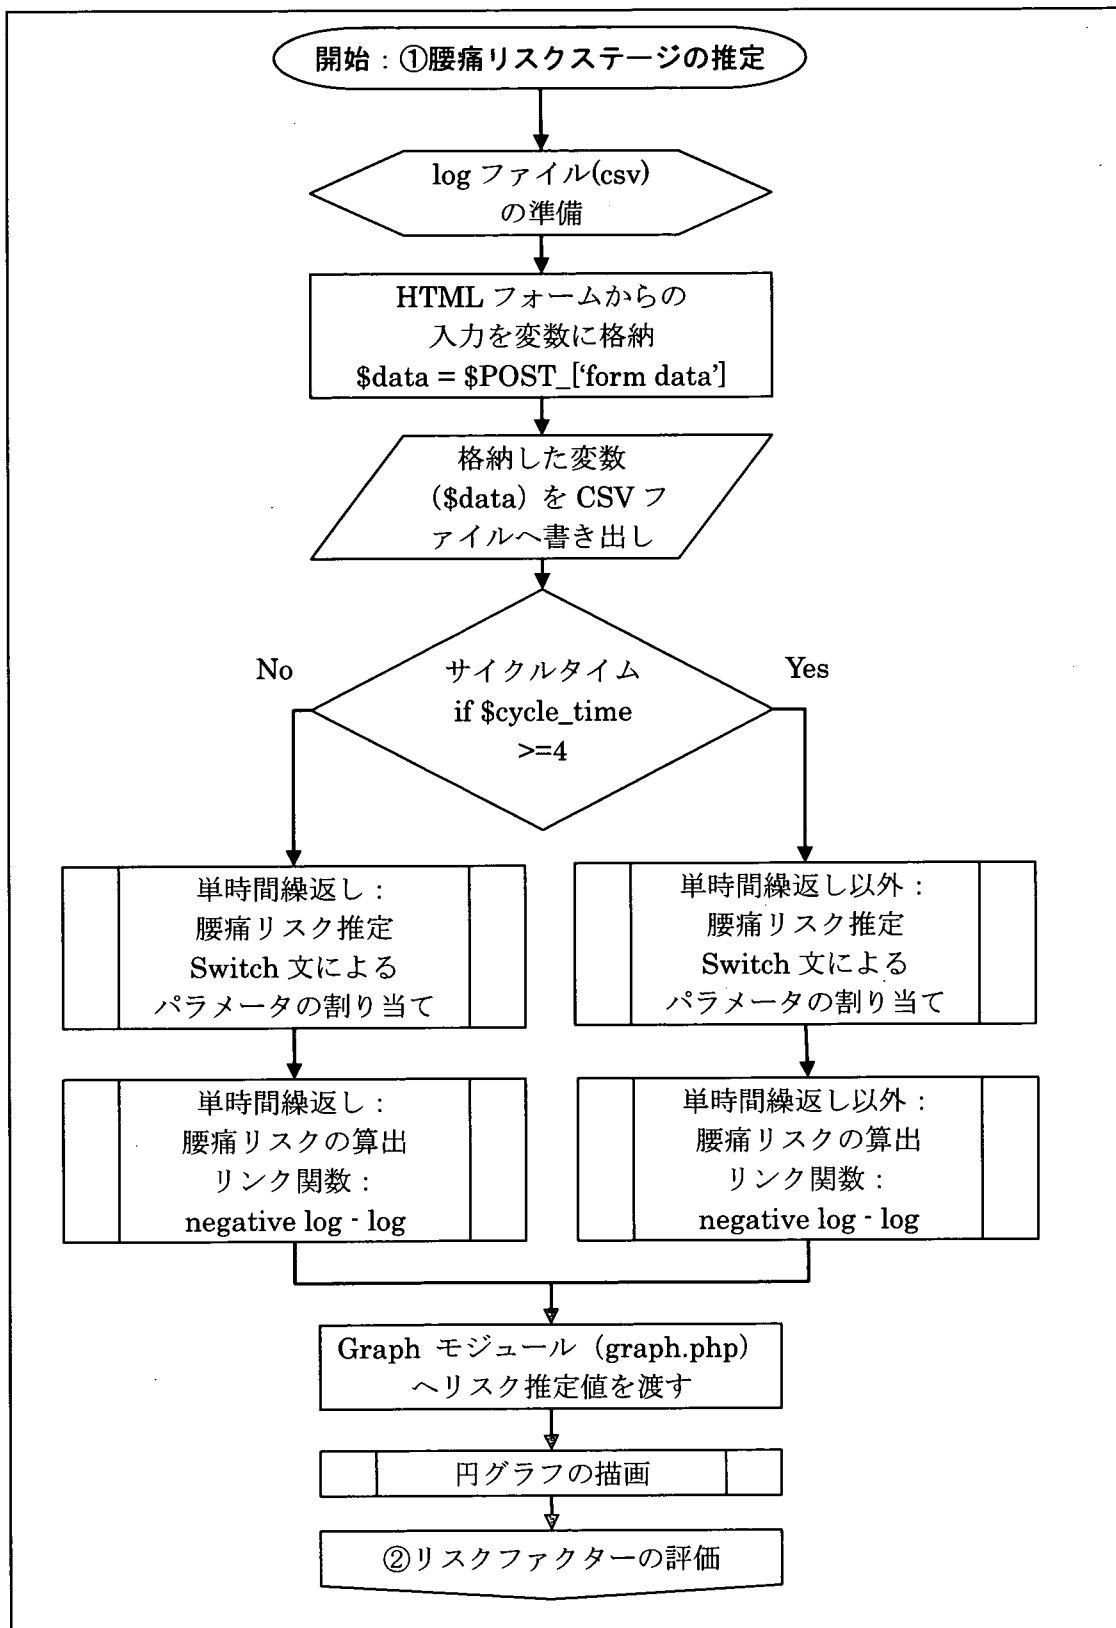 開始：①腰痛リスクステージの推定
log ファイル(csv)
の準備
HTML フォームからの
入力を変数に格納
$data = $POST_[‘form data’]
格納した変数
（$data）を CSV フ
ァイルへ書き出し
No
サイクルタイム
if $cycle_time
>=4
Yes
単時間繰返し：
腰痛リスク推定
Switch 文による
パラメータの割り当て
単時間繰返し以外：
腰痛リスク推定
Switch 文による
パラメータの割り当て
単時間繰返し：
腰痛リスクの算出
リンク関数：
negative log - log
単時間繰返し以外：
腰痛リスクの算出
リンク関数：
negative log - log
Graph モジュール（graph.php）
へリスク推定値を渡す
円グラフの描画
②リスクファクターの評価